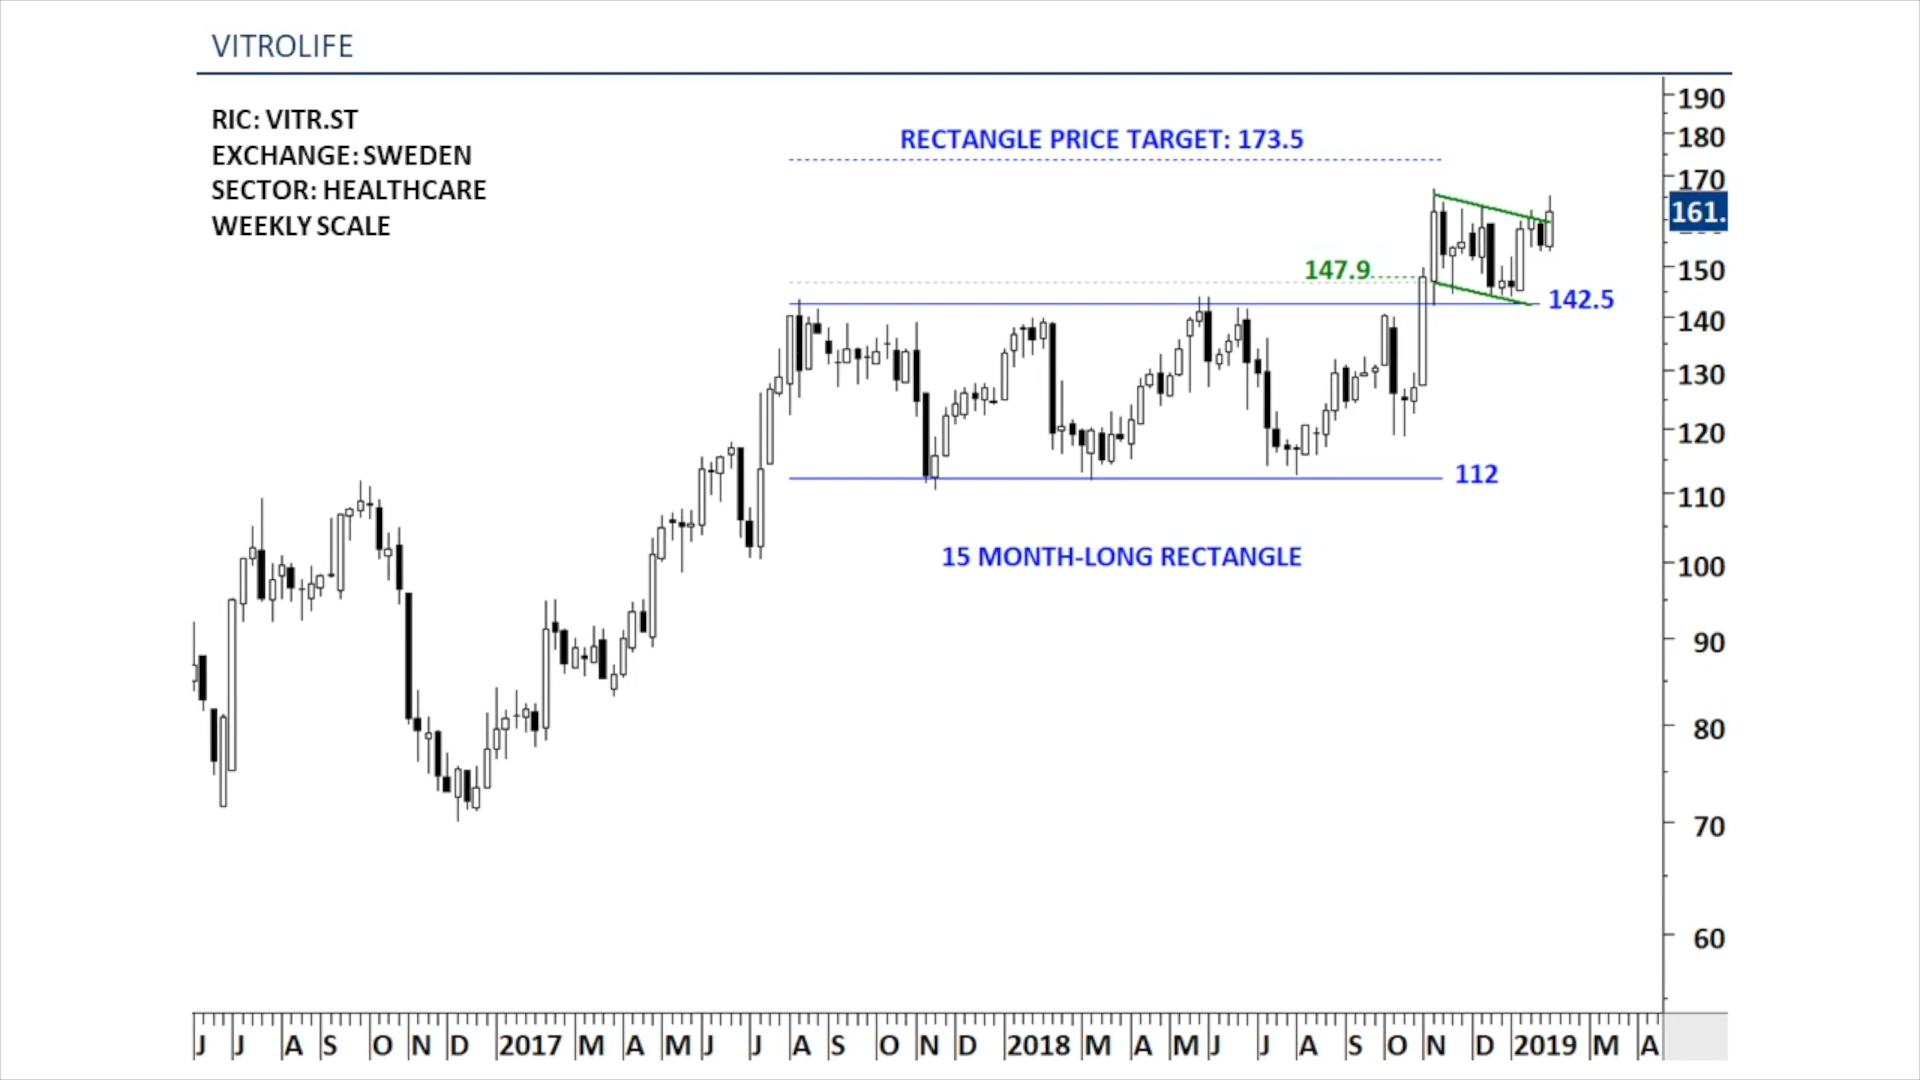 VITROLIFE
RIC: VITR.ST
EXCHANGE: SWEDEN
SECTOR: HEALTHCARE
WEEKLY SCALE
RECTANGLE PRICE TARGET: 173.5
147.9
142.5
112
15 MONTH-LONG RECTANGLE
190
180
170
161.
150
140
130
120
110
100
90
80
70
60
J J A S O N D 2017 M A M J J A S O N D 2018 M A M J J A S O N D 2019 M A